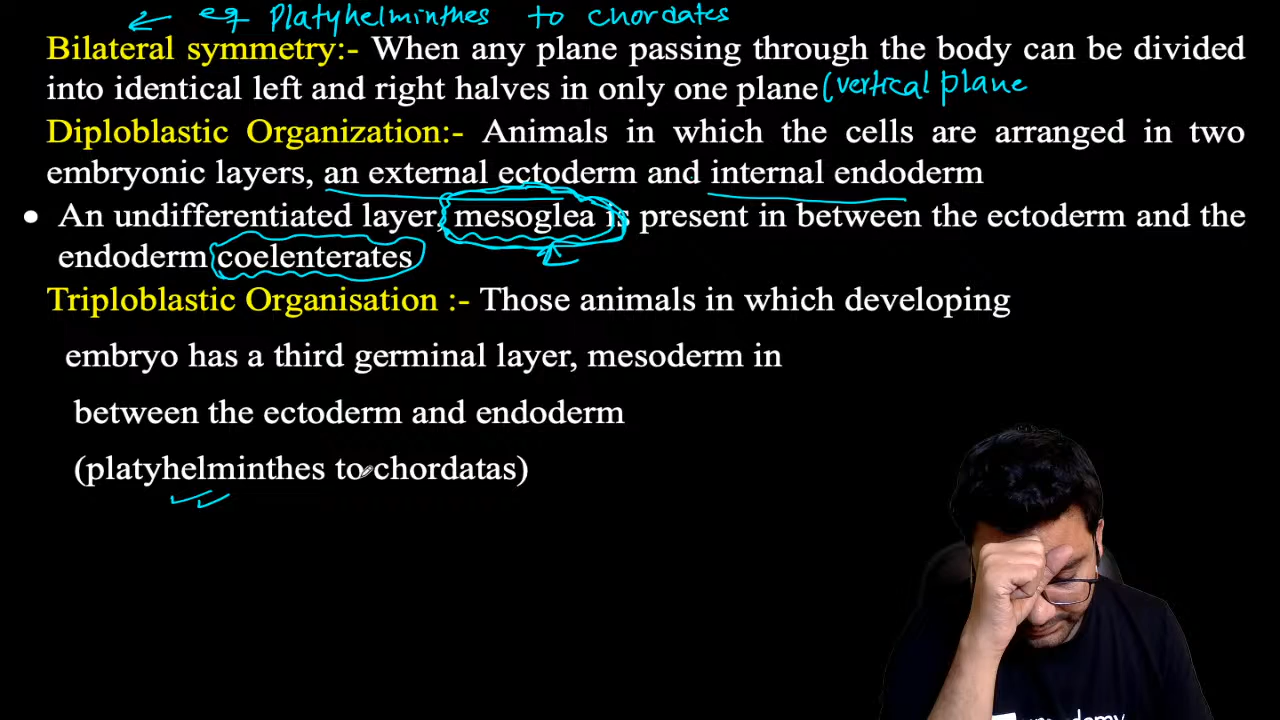 ← eg Platyhelminthes to chordates
Bilateral symmetry:- When any plane passing through the body can be divided
into identical left and right halves in only one plane (vertical plane
Diploblastic Organization:- Animals in which the cells are arranged in two
embryonic layers, an external ectoderm and internal endoderm
● An undifferentiated layer, mesoglea is present in between the ectoderm and the
endoderm coelenterates
Triploblastic Organisation :- Those animals in which developing
embryo has a third germinal layer, mesoderm in
between the ectoderm and endoderm
(platyhelminthes to chordatas)